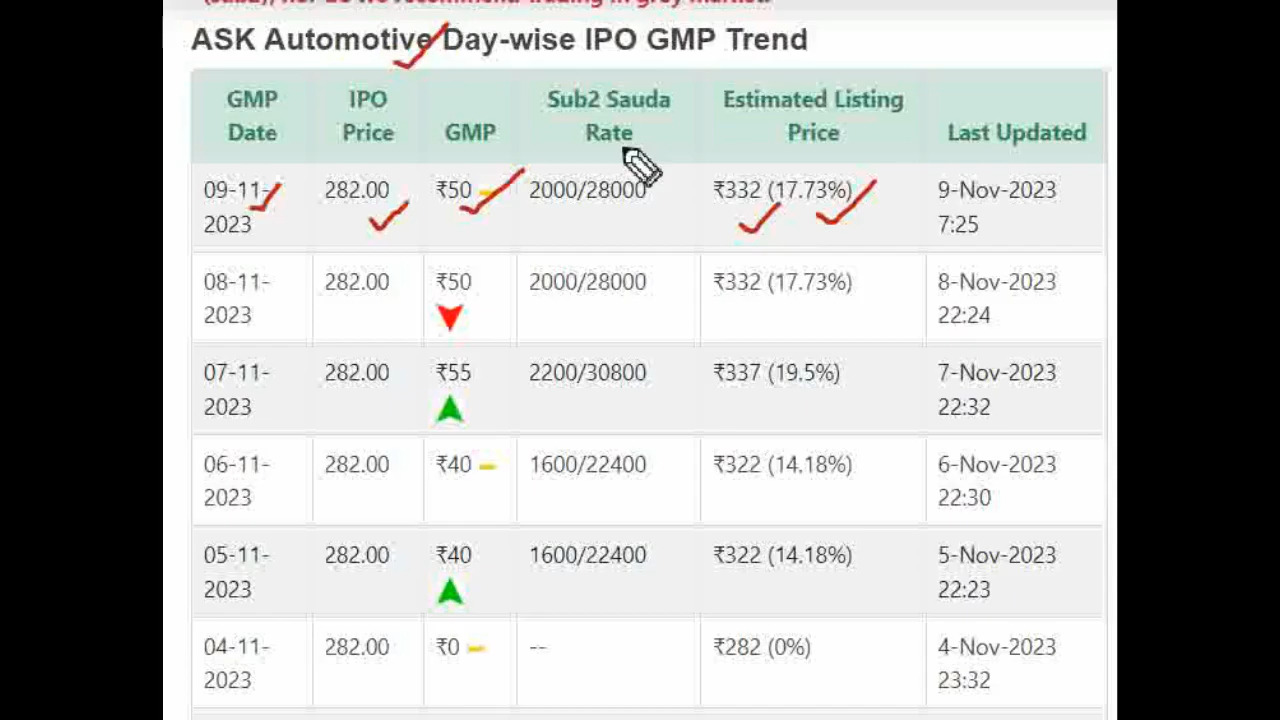 ASK Automotive Day-wise IPO GMP Trend
GMP Date IPO Price GMP Sub2 Sauda Rate Estimated Listing Price Last Updated
09-11-2023 282.00 ₹50 2000/28000 ₹332 (17.73%) 9-Nov-2023 7:25
08-11-2023 282.00 ₹50 2000/28000 ₹332 (17.73%) 8-Nov-2023 22:24
07-11-2023 282.00 ₹55 2200/30800 ₹337 (19.5%) 7-Nov-2023 22:32
06-11-2023 282.00 ₹40 1600/22400 ₹322 (14.18%) 6-Nov-2023 22:30
05-11-2023 282.00 ₹40 1600/22400 ₹322 (14.18%) 5-Nov-2023 22:23
04-11-2023 282.00 ₹0 -- ₹282 (0%) 4-Nov-2023 23:32